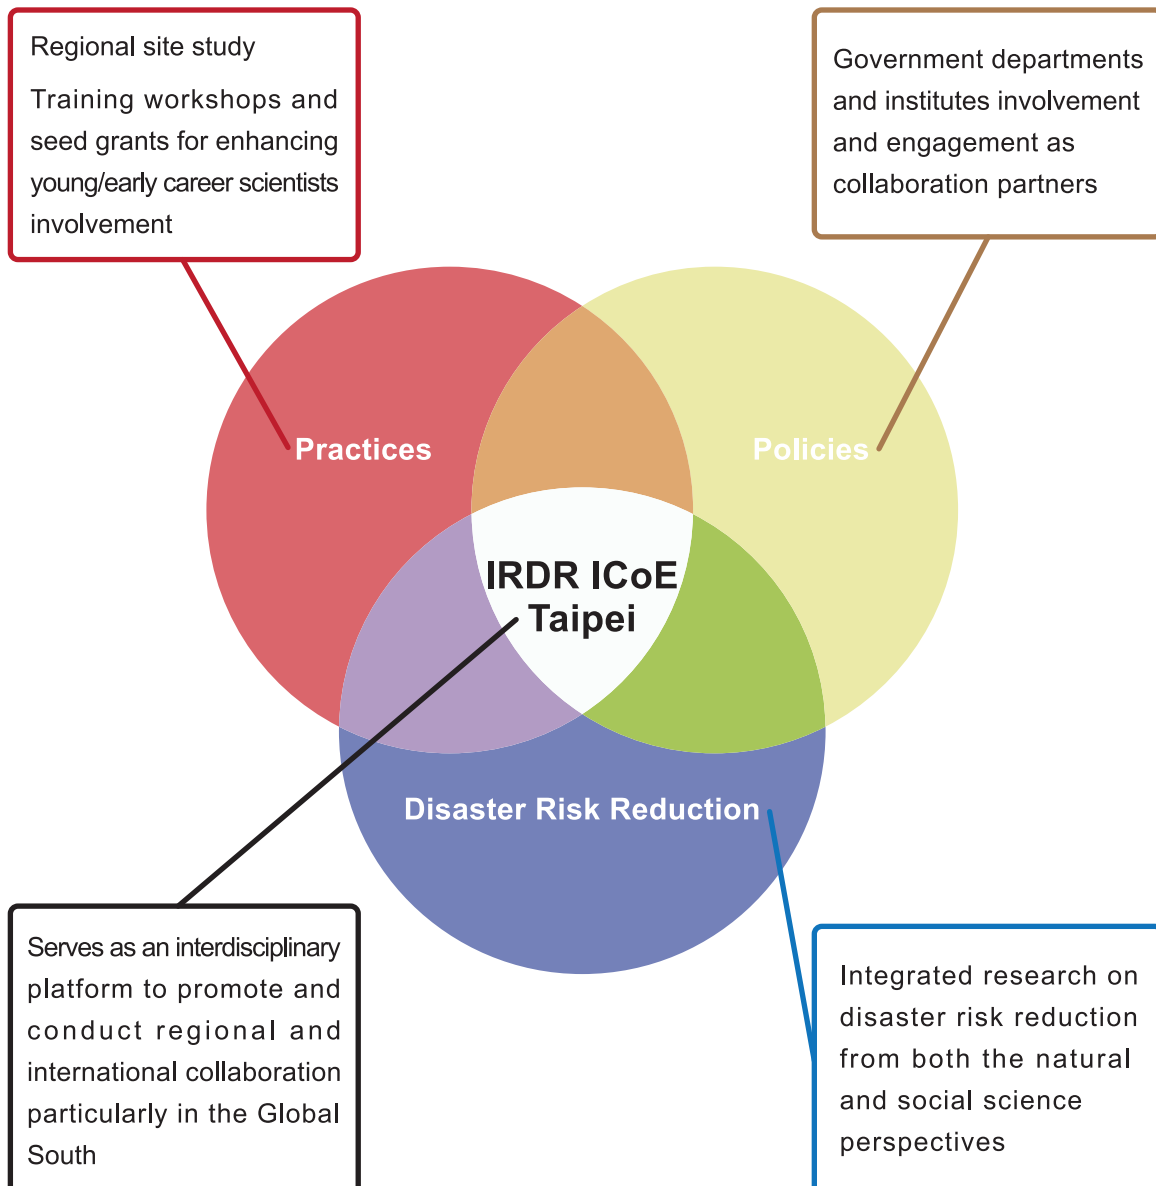 Regional site study
Training workshops and
seed grants for enhancing
young/early career scientists
involvement
Government departments
and institutes involvement
and engagement as
collaboration partners
Practices
Policies
IRDR ICoE
Taipei
Disaster Risk Reduction
Serves as an interdisciplinary
platform to promote and
conduct regional and
international collaboration
particularly in the Global
South
Integrated research on
disaster risk reduction
from both the natural
and social science
perspectives